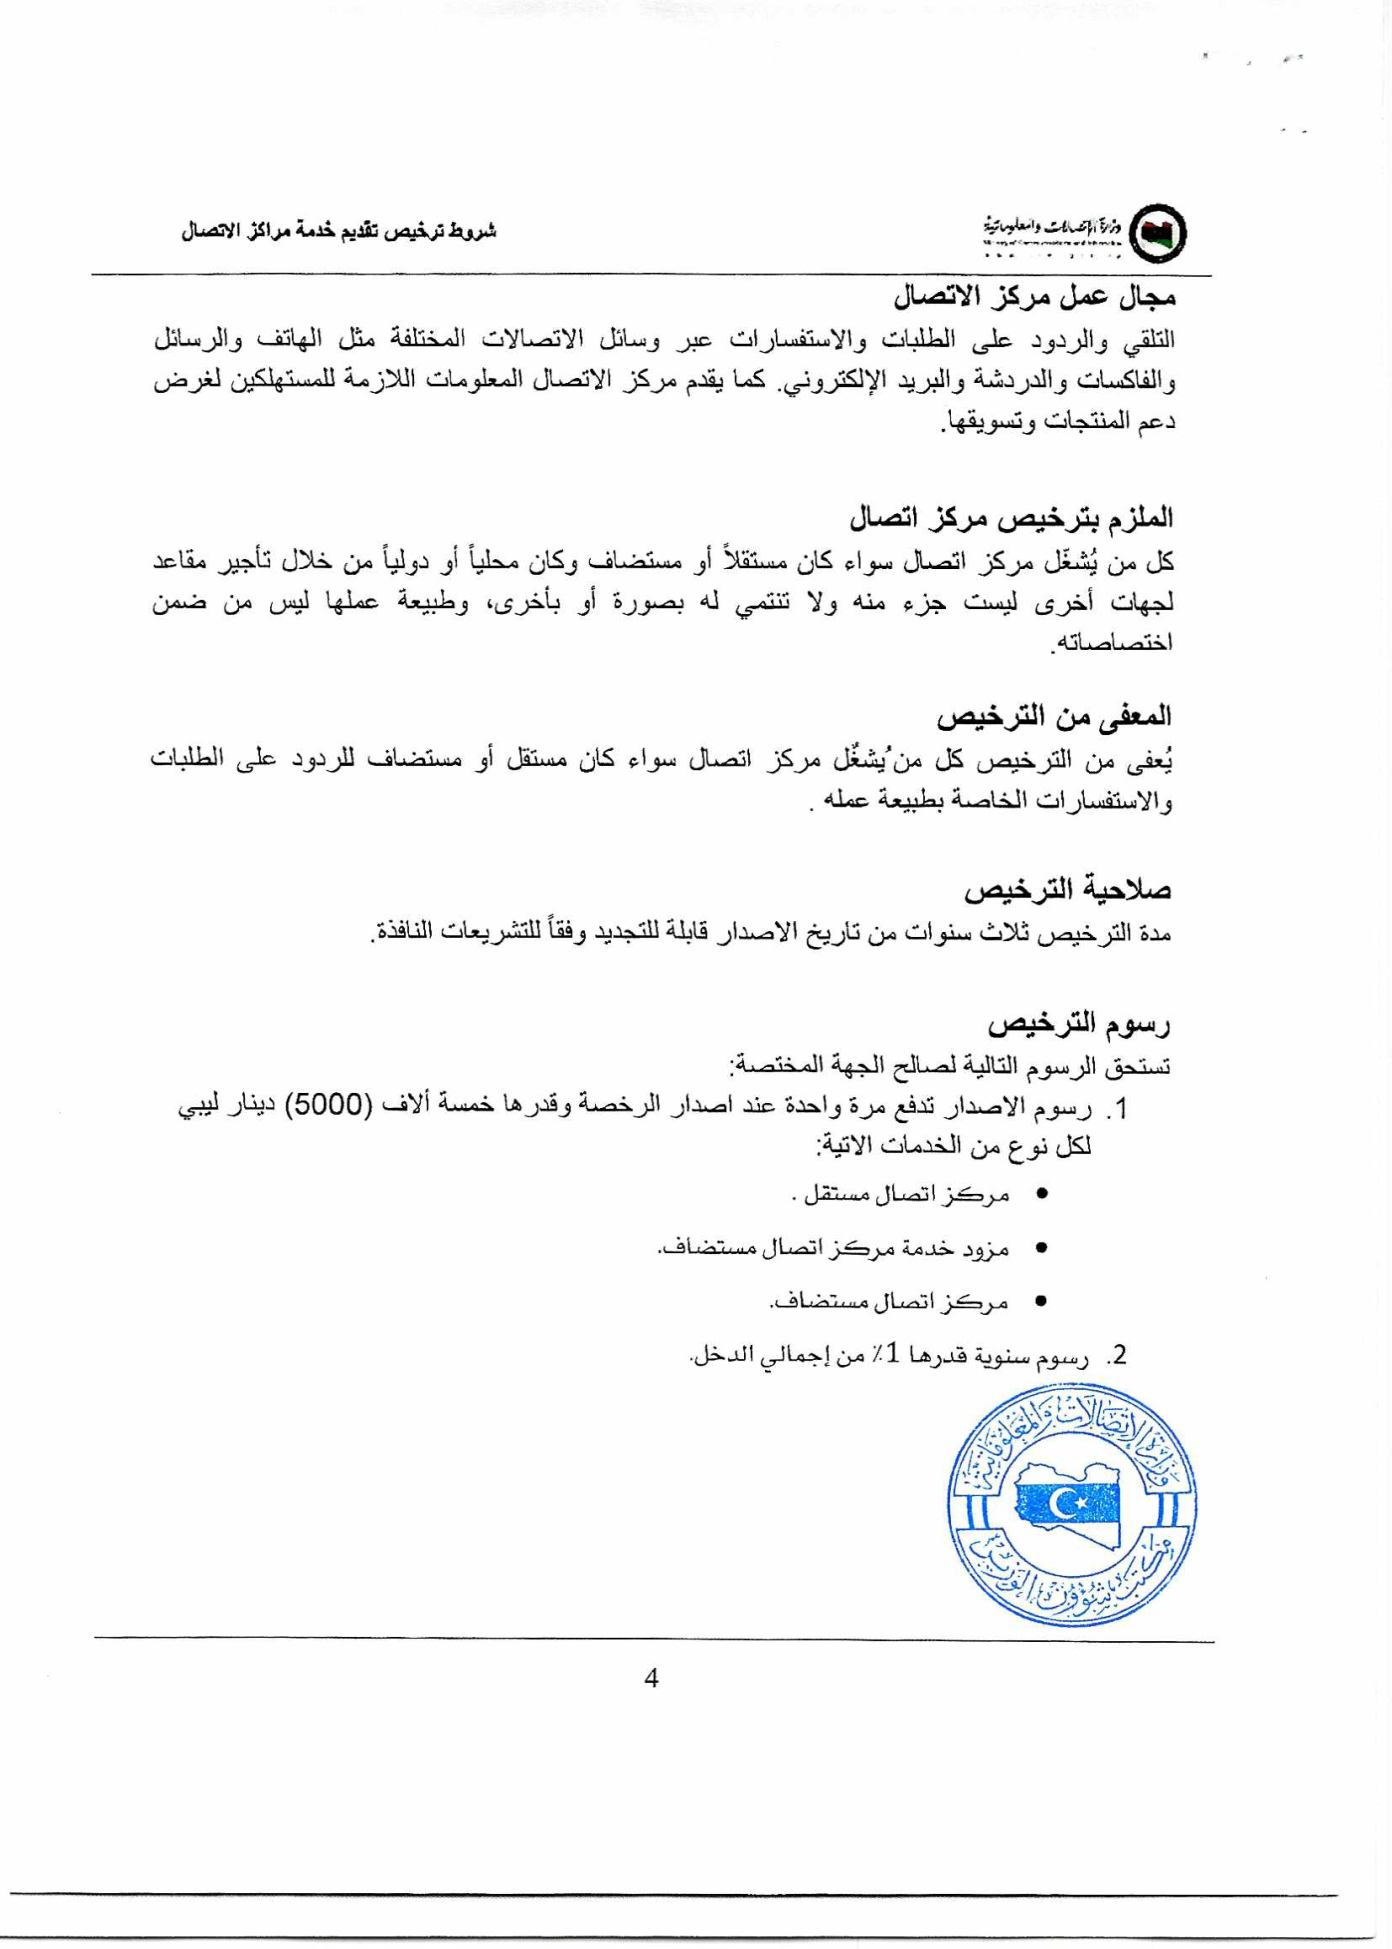 وزارة الإتصالات والمعلوماتية
شروط ترخيص تقديم خدمة مراكز الاتصال
مجال عمل مركز الاتصال
التلقي والردود على الطلبات والاستفسارات عبر وسائل الاتصالات المختلفة مثل الهاتف والرسائل
والفاكسات والدردشة والبريد الإلكتروني. كما يقدم مركز الاتصال المعلومات اللازمة للمستهلكين لغرض
دعم المنتجات وتسويقها.
الملزم بترخيص مركز اتصال
كل من يُشغّل مركز اتصال سواء كان مستقلاً أو مستضاف وكان محلياً أو دولياً من خلال تأجير مقاعد
لجهات أخرى ليست جزء منه ولا تنتمي له بصورة أو بأخرى، وطبيعة عملها ليس من ضمن
اختصاصاته.
المعفى من الترخيص
يُعفى من الترخيص كل من يُشغّل مركز اتصال سواء كان مستقل أو مستضاف للردود على الطلبات
والاستفسارات الخاصة بطبيعة عمله .
صلاحية الترخيص
مدة الترخيص ثلاث سنوات من تاريخ الاصدار قابلة للتجديد وفقاً للتشريعات النافذة.
رسوم الترخيص
تستحق الرسوم التالية لصالح الجهة المختصة:
1. رسوم الاصدار تدفع مرة واحدة عند اصدار الرخصة وقدرها خمسة ألاف (5000) دينار ليبي
لكل نوع من الخدمات الاتية:
• مركز اتصال مستقل .
• مزود خدمة مركز اتصال مستضاف.
• مركز اتصال مستضاف.
2. رسوم سنوية قدرها 1٪ من إجمالي الدخل.
وزارة الإتصالات والمعلوماتية
مكتب شؤون
4